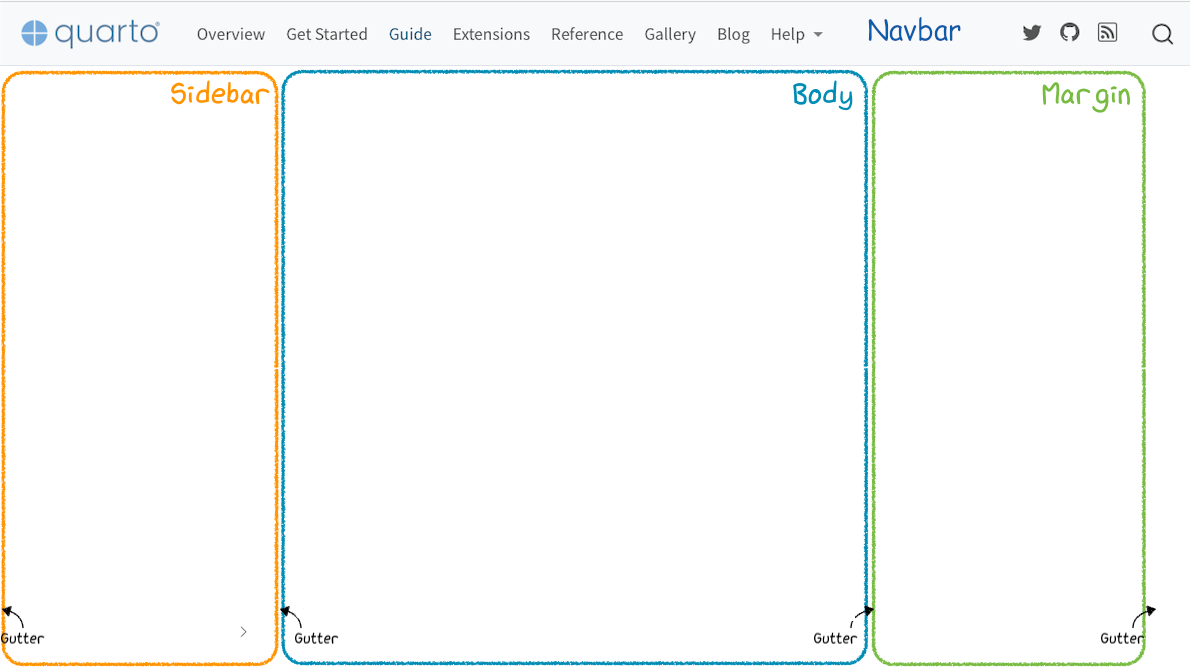 quarto Overview Get Started Guide Extensions Reference Gallery Blog Help Navbar
Sidebar Body Margin
Gutter Gutter Gutter Gutter